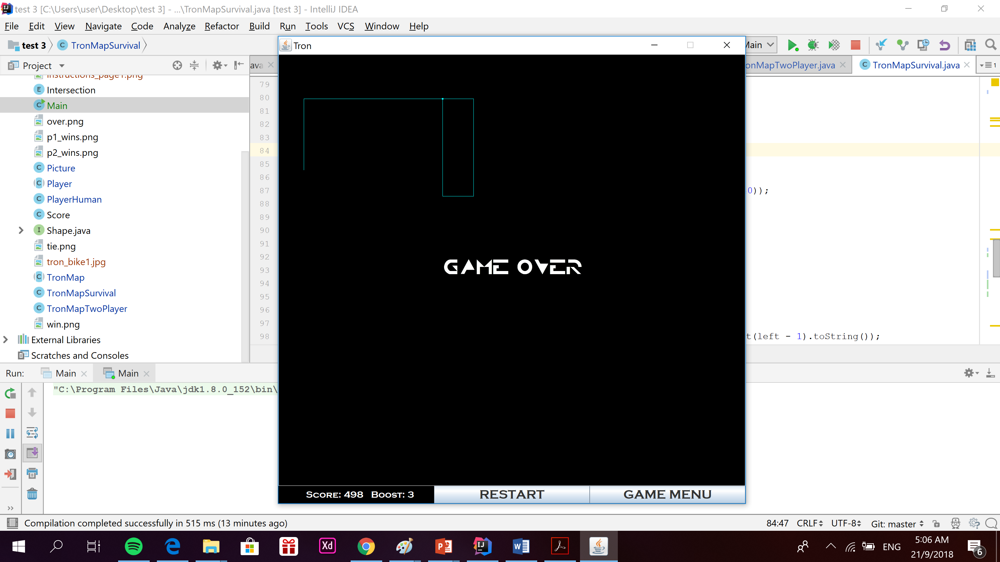 test 3 [C:\Users\user\Desktop\test 3] - ...\TronMapSurvival.java [test 3] - IntelliJ IDEA
File Edit View Navigate Code Analyze Refactor Build Run Tools VCS Window Help
test 3 TronMapSurvival
Tron
Main
Project
ava
onMapTwoPlayer.java
TronMapSurvival.java
1
instructions_page1.png
Intersection
Main
over.png
p1_wins.png
p2_wins.png
Picture
Player
PlayerHuman
Score
Shape.java
tie.png
tron_bike1.jpg
TronMap
TronMapSurvival
TronMapTwoPlayer
win.png
External Libraries
Scratches and Consoles
79
80
81
82
83
84
85
86
87
88
89
90
91
92
93
94
95
96
97
98
0));
t(left - 1).toString());
GAME OVER
SCORE: 498 BOOST: 3
RESTART
GAME MENU
Run: Main Main
"C:\Program Files\Java\jdk1.8.0_152\bin\
Compilation completed successfully in 515 ms (13 minutes ago)
84:47 CRLF UTF-8 Git: master
Xd
P
IJ
W
ENG
5:06 AM
21/9/2018
6